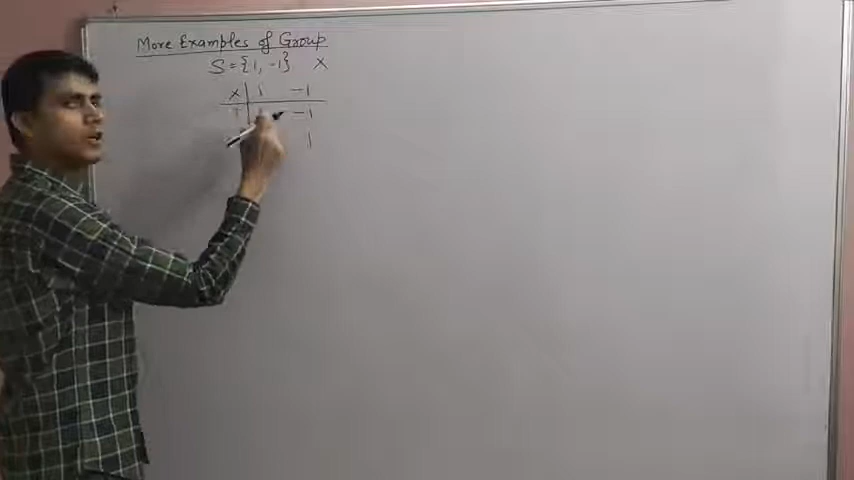 More Examples of Group
S = {1, -1} ×
× 1 -1
1 1 -1
1